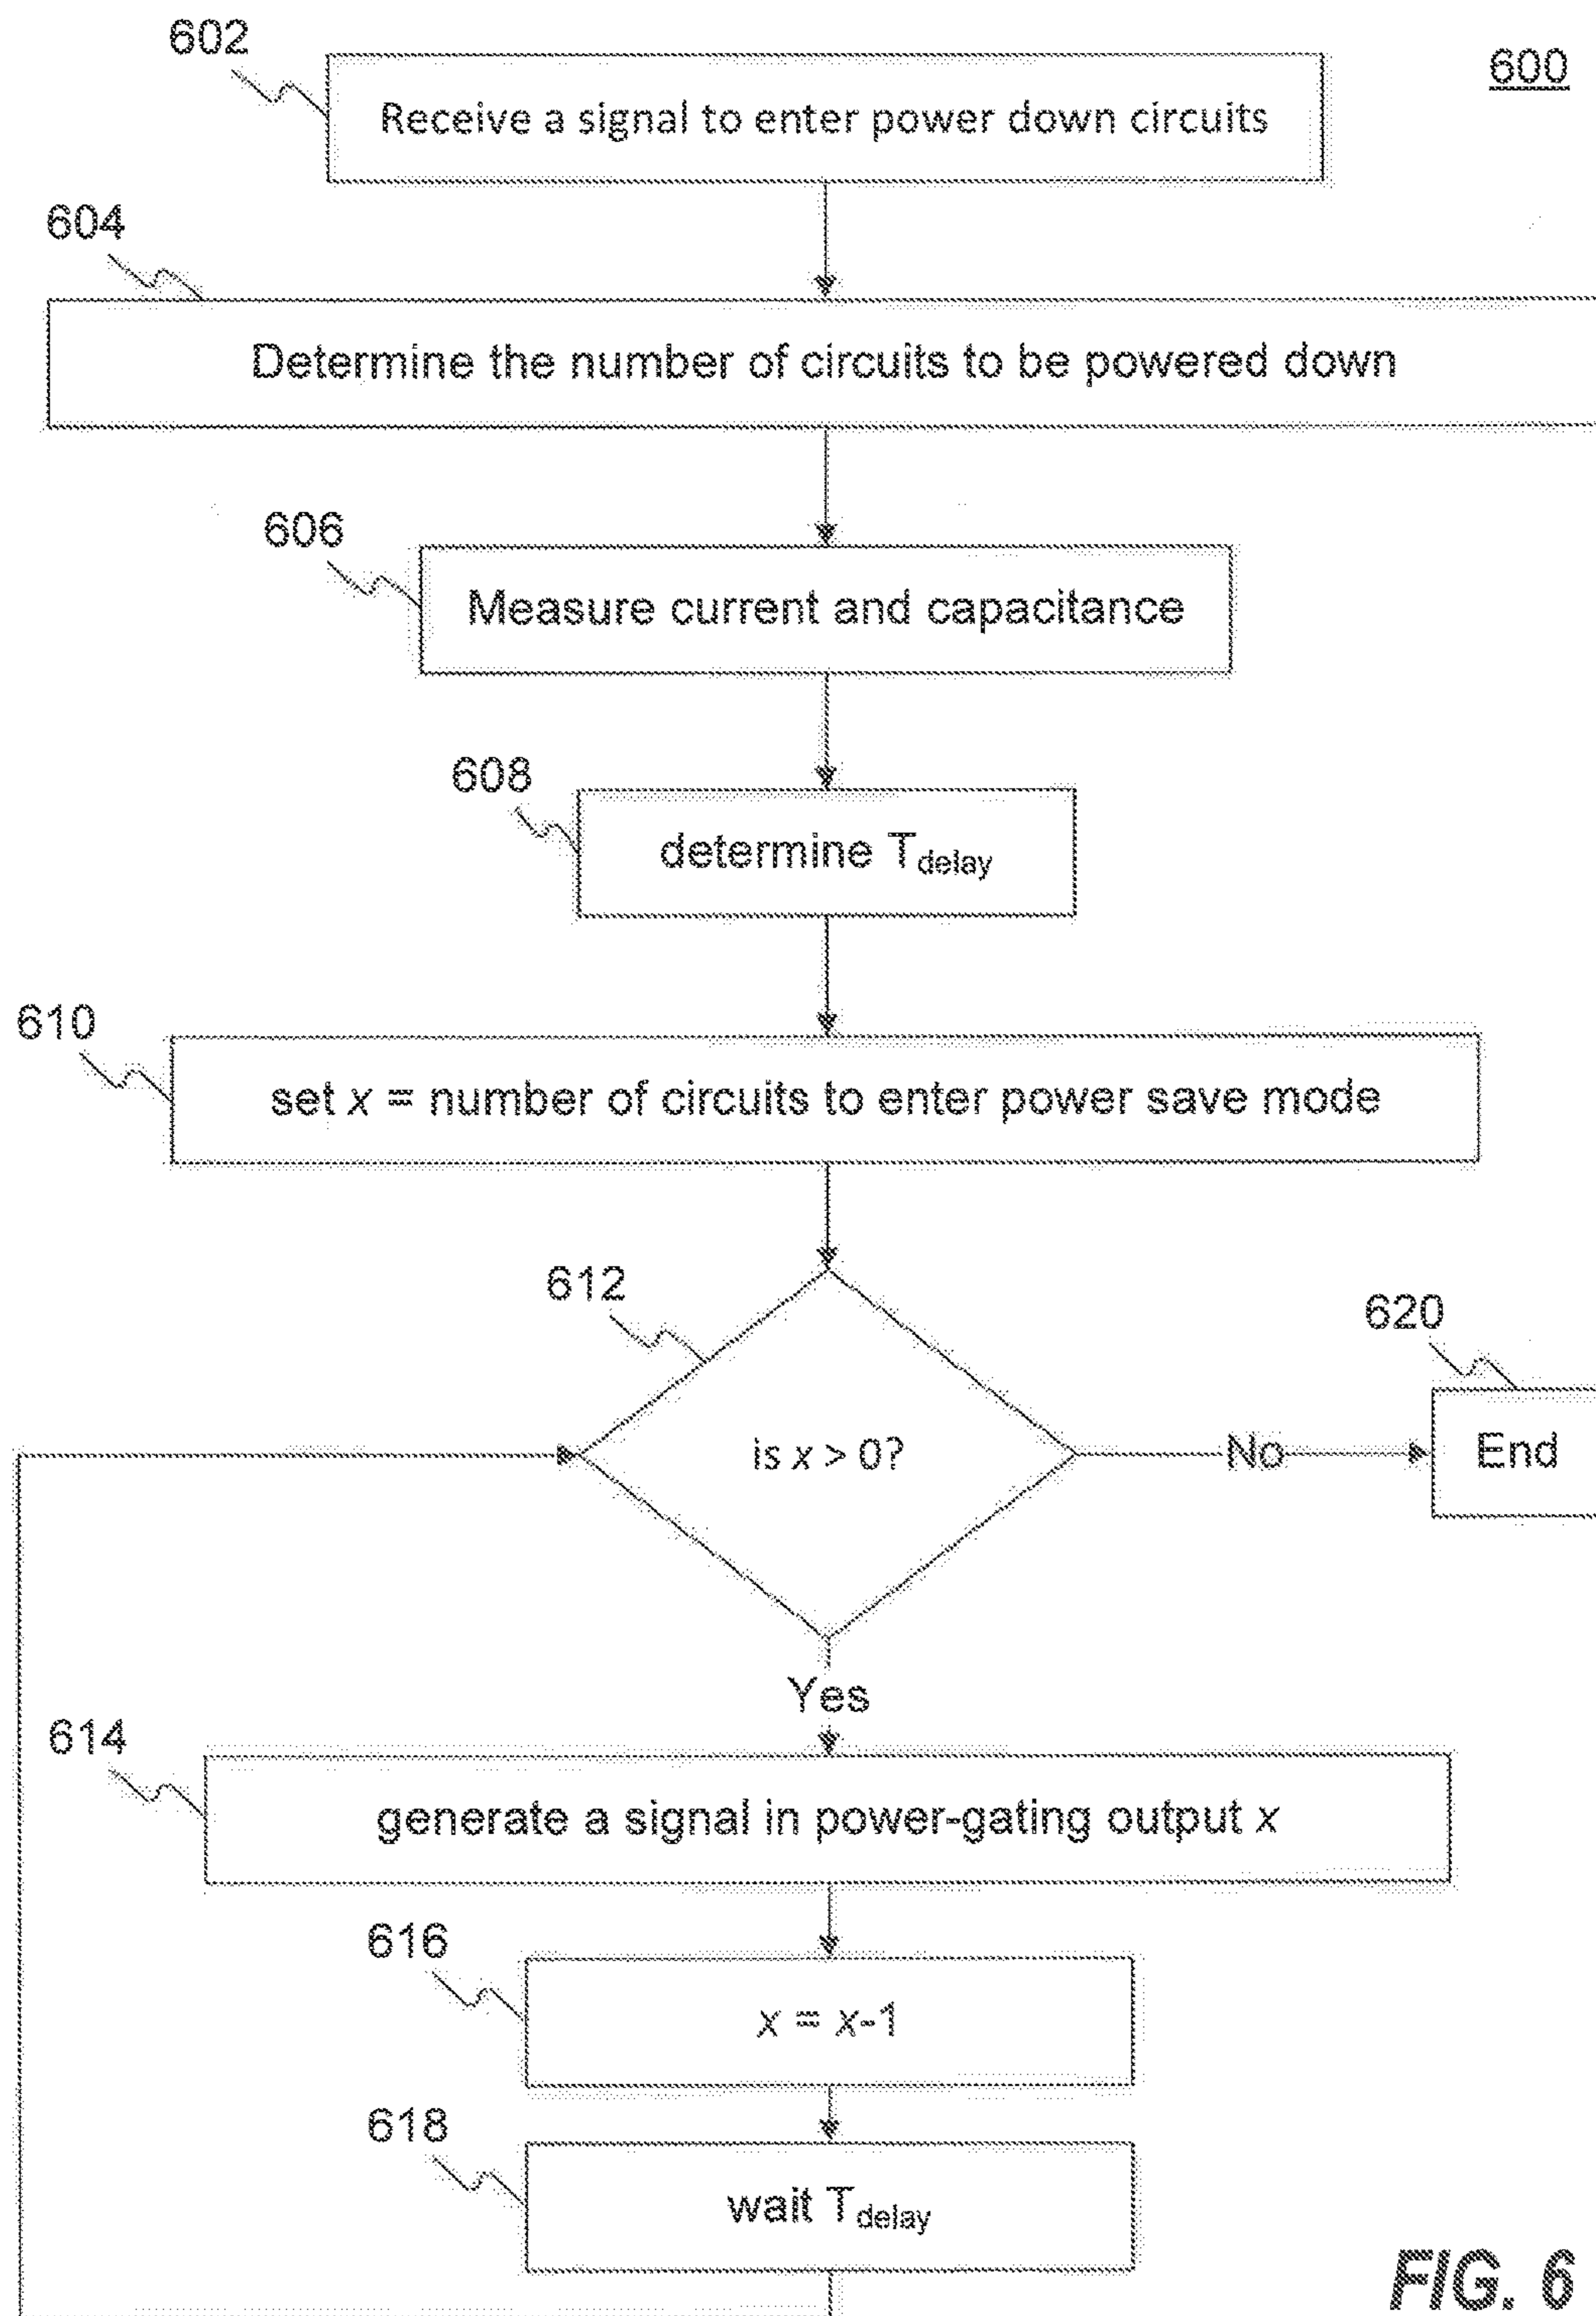 602
600
Receive a signal to enter power down circuits
604
Determine the number of circuits to be powered down
606
Measure current and capacitance
608
determine Tdelay
610
set x = number of circuits to enter power save mode
612
620
is x > 0?
No
End
Yes
614
generate a signal in power-gating output x
616
x = x-1
618
wait Tdelay
FIG. 6